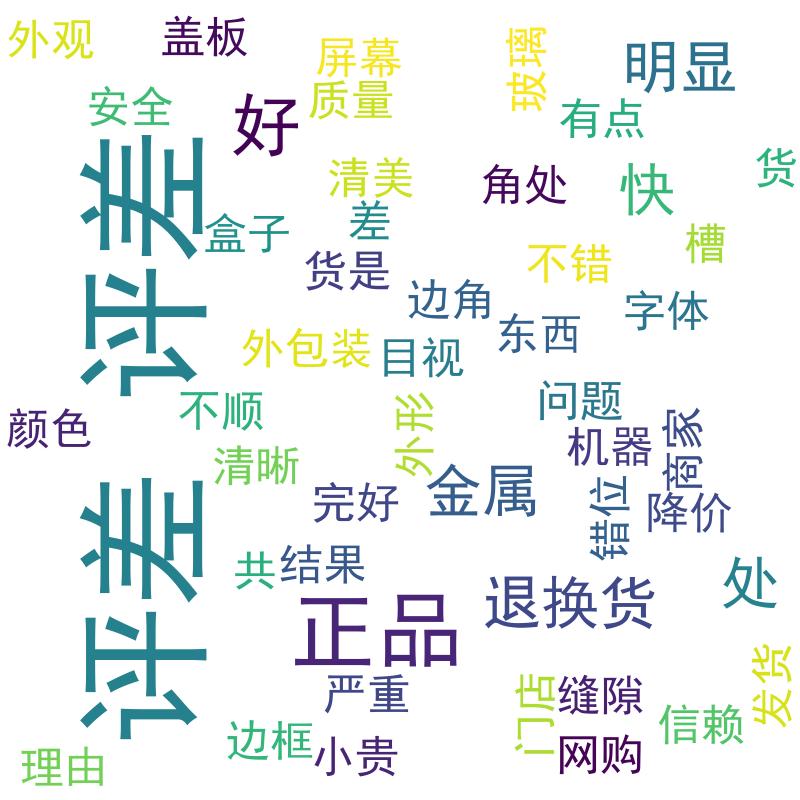 外观
盖板
屏幕
玻璃
明显
安全
好
质量
有点
评差 评差
清美
角处
快
货
盒子
差
货是
不错
槽
边角
东西
字体
外包装
目视
颜色
不顺
外形
问题
机器
商家
清晰
完好
金属
错位
降价
共
结果
正品
退换货
处
严重
门店
缝隙
信赖
发货
理由
边框
小贵
网购